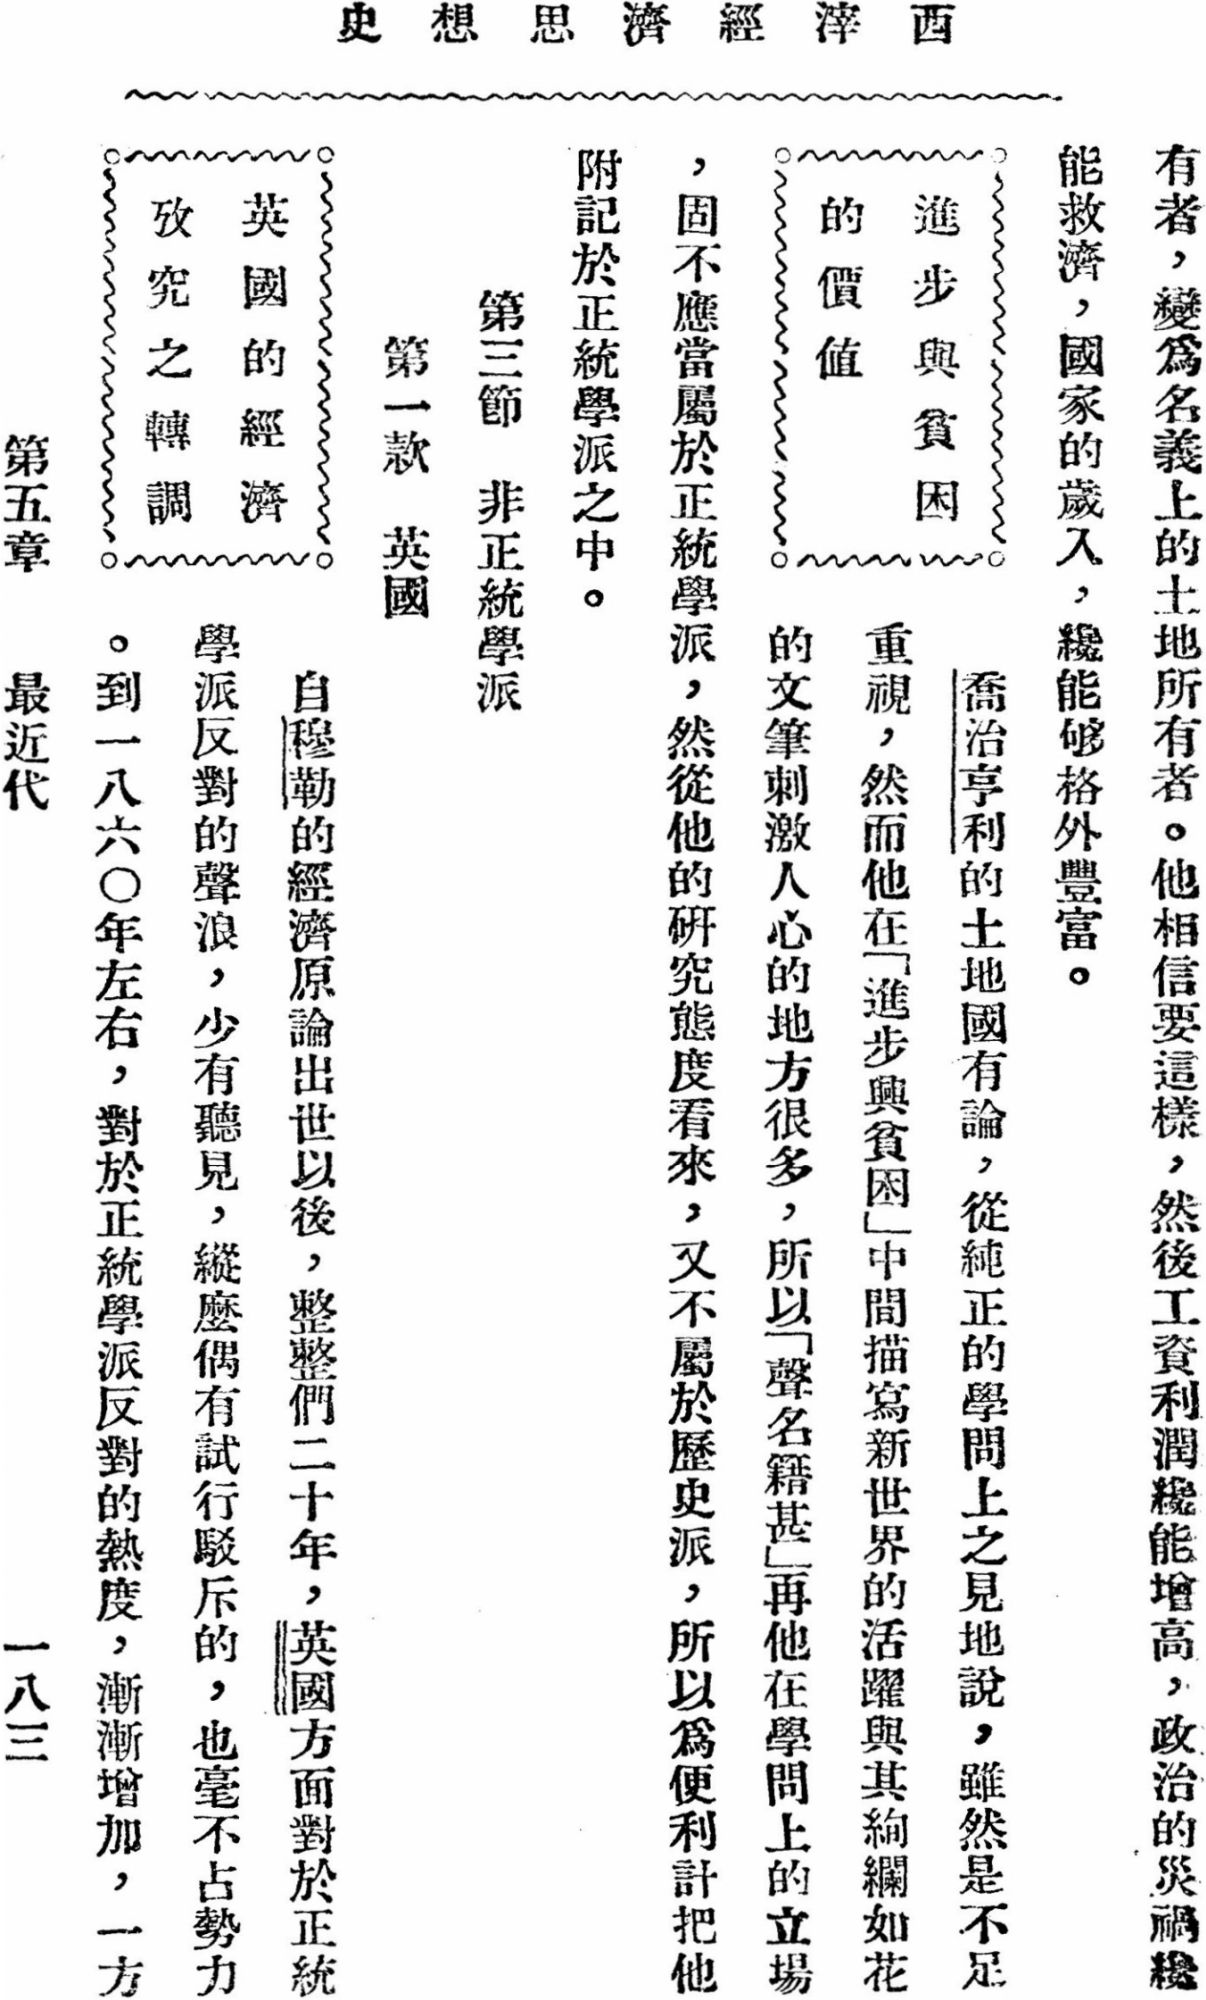 西洋經濟思想史
有者，變爲名義上的土地所有者。他相信要這樣，然後工資利潤纔能增高，政治的災禍纔
能救濟，國家的歲入，纔能够格外豐富。
進步與貧困
的價值
喬治亨利的土地國有論，從純正的學問上之見地說，雖然是不足
重視，然而他在「進步與貧困」中間描寫新世界的活躍與其絢爛如花
的文筆刺激人心的地方很多，所以「聲名籍甚」再他在學問上的立場
，固不應當屬於正統學派，然從他的硏究態度看來，又不屬於歷史派，所以爲便利計把他
附記於正統學派之中。
第三節　非正統學派
第一款　英國
英國的經濟
攷究之轉調
自穆勒的經濟原論出世以後，整整們二十年，英國方面對於正統
學派反對的聲浪，少有聽見，縱麼偶有試行駁斥的，也毫不占勢力
。到一八六〇年左右，對於正統學派反對的熱度，漸漸增加，一方
第五章　最近代　一八三